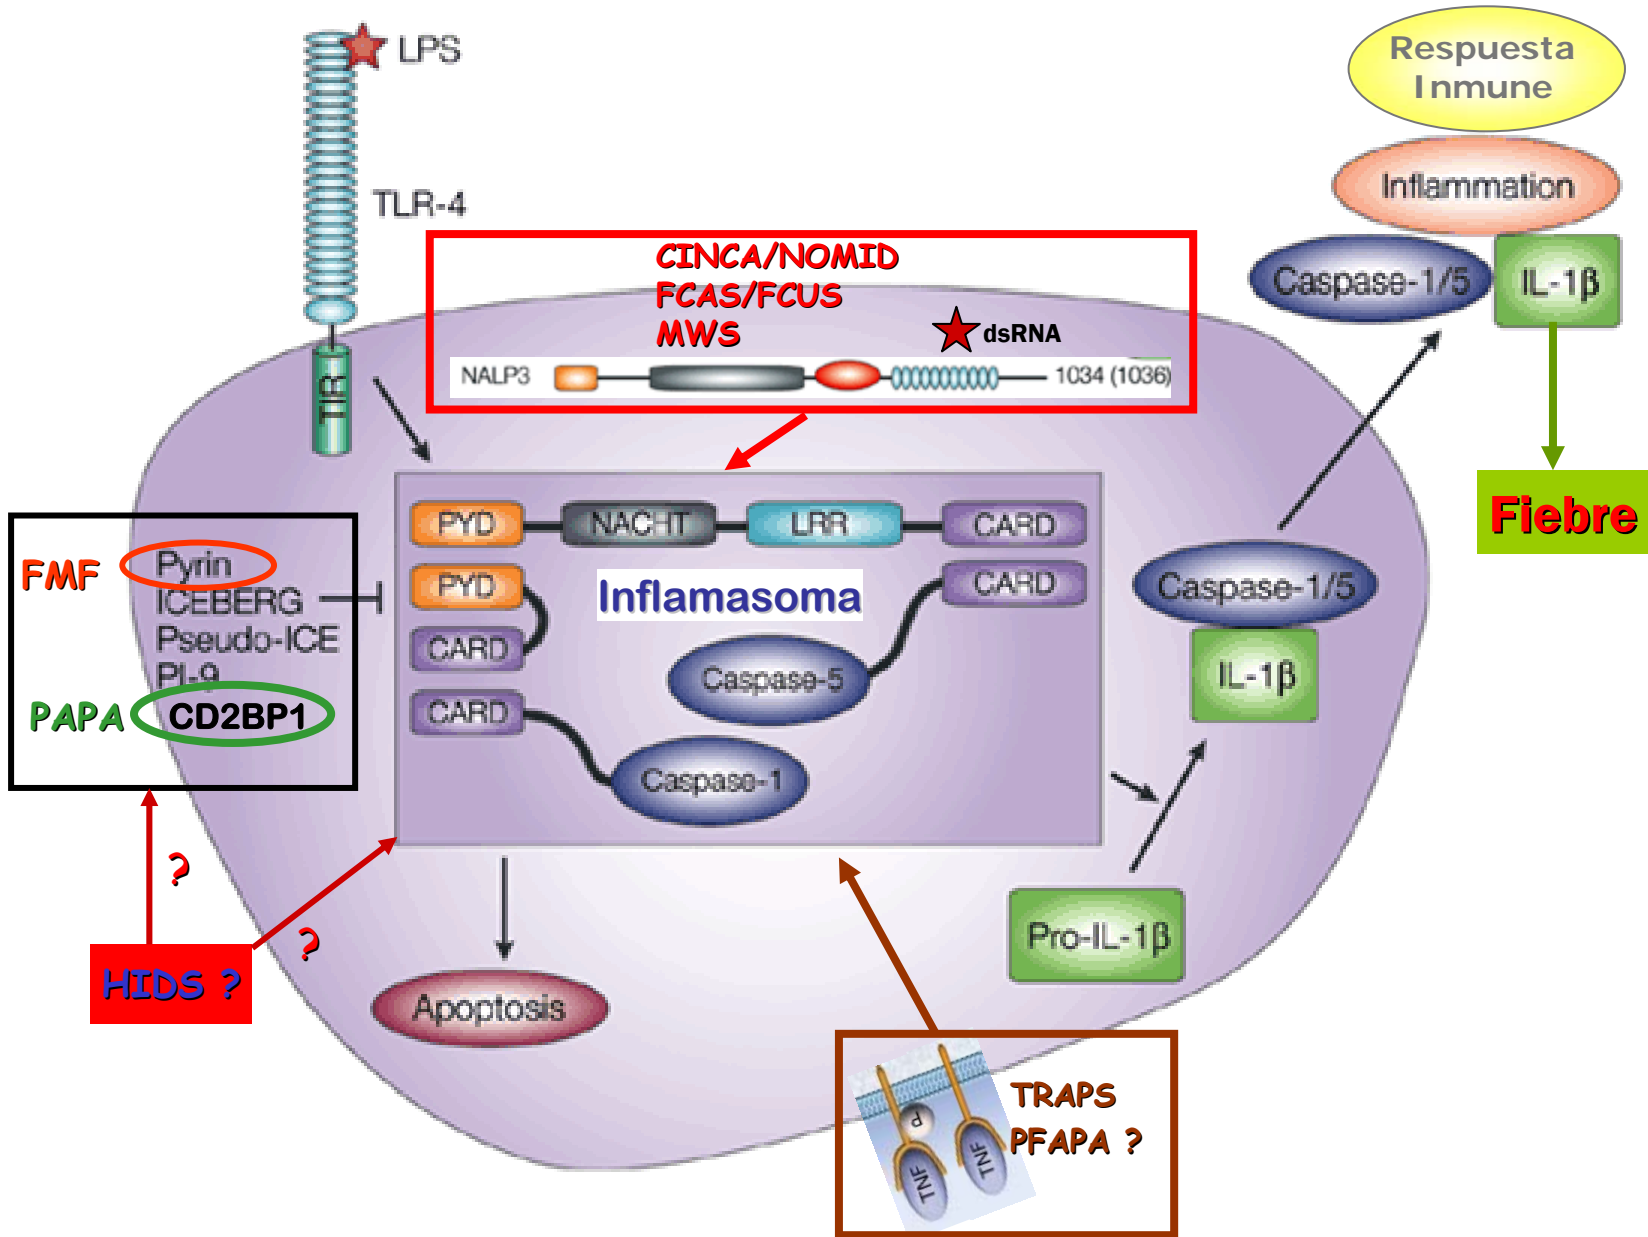 LPS
TLR-4
TIR
CINCA/NOMID
FCAS/FCUS
MWS
dsRNA
NALP3
1034 (1036)
Respuesta
Inmune
Inflammation
Caspase-1/5
IL-1β
Fiebre
FMF
Pyrin
ICEBERG
Pseudo-ICE
PI-9
PAPA
CD2BP1
PYD
NACHT
LRR
CARD
PYD
Inflamasoma
CARD
CARD
Caspase-5
CARD
Caspase-1
Caspase-1/5
IL-1β
Pro-IL-1β
?
?
HIDS ?
Apoptosis
TRAPS
PFAPA ?
P
TNF
TNF